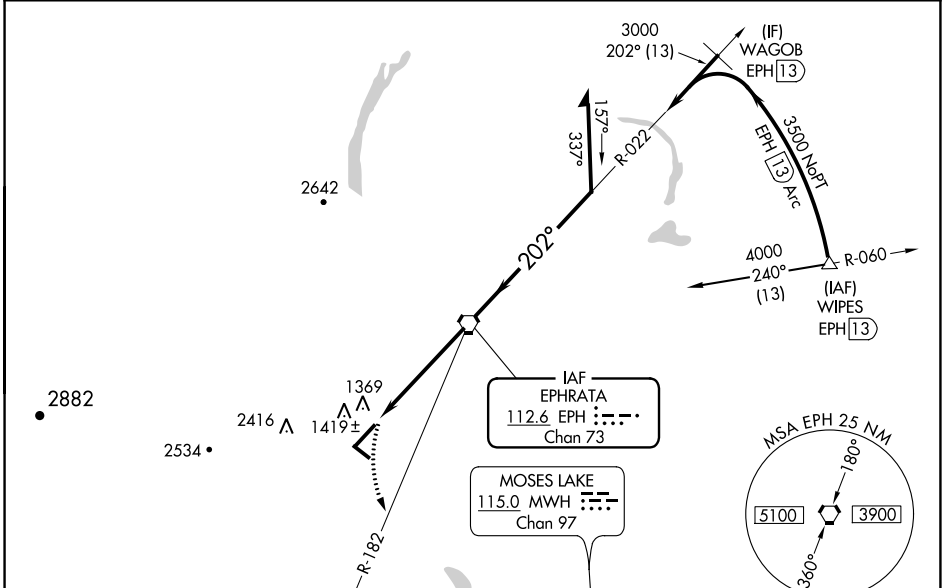 3000
202° (13)
(IF)
WAGOB
EPH 13
157°
337°
R-022
3500 NoPT
EPH 13 Arc
2642
202°
4000
240°
(13)
R-060
(IAF)
WIPES
EPH 13
IAF
EPHRATA
112.6 EPH
Chan 73
1369
2882
2416
1419±
2534
MOSES LAKE
115.0 MWH
Chan 97
R-182
MSA EPH 25 NM
180°
5100
3900
360°